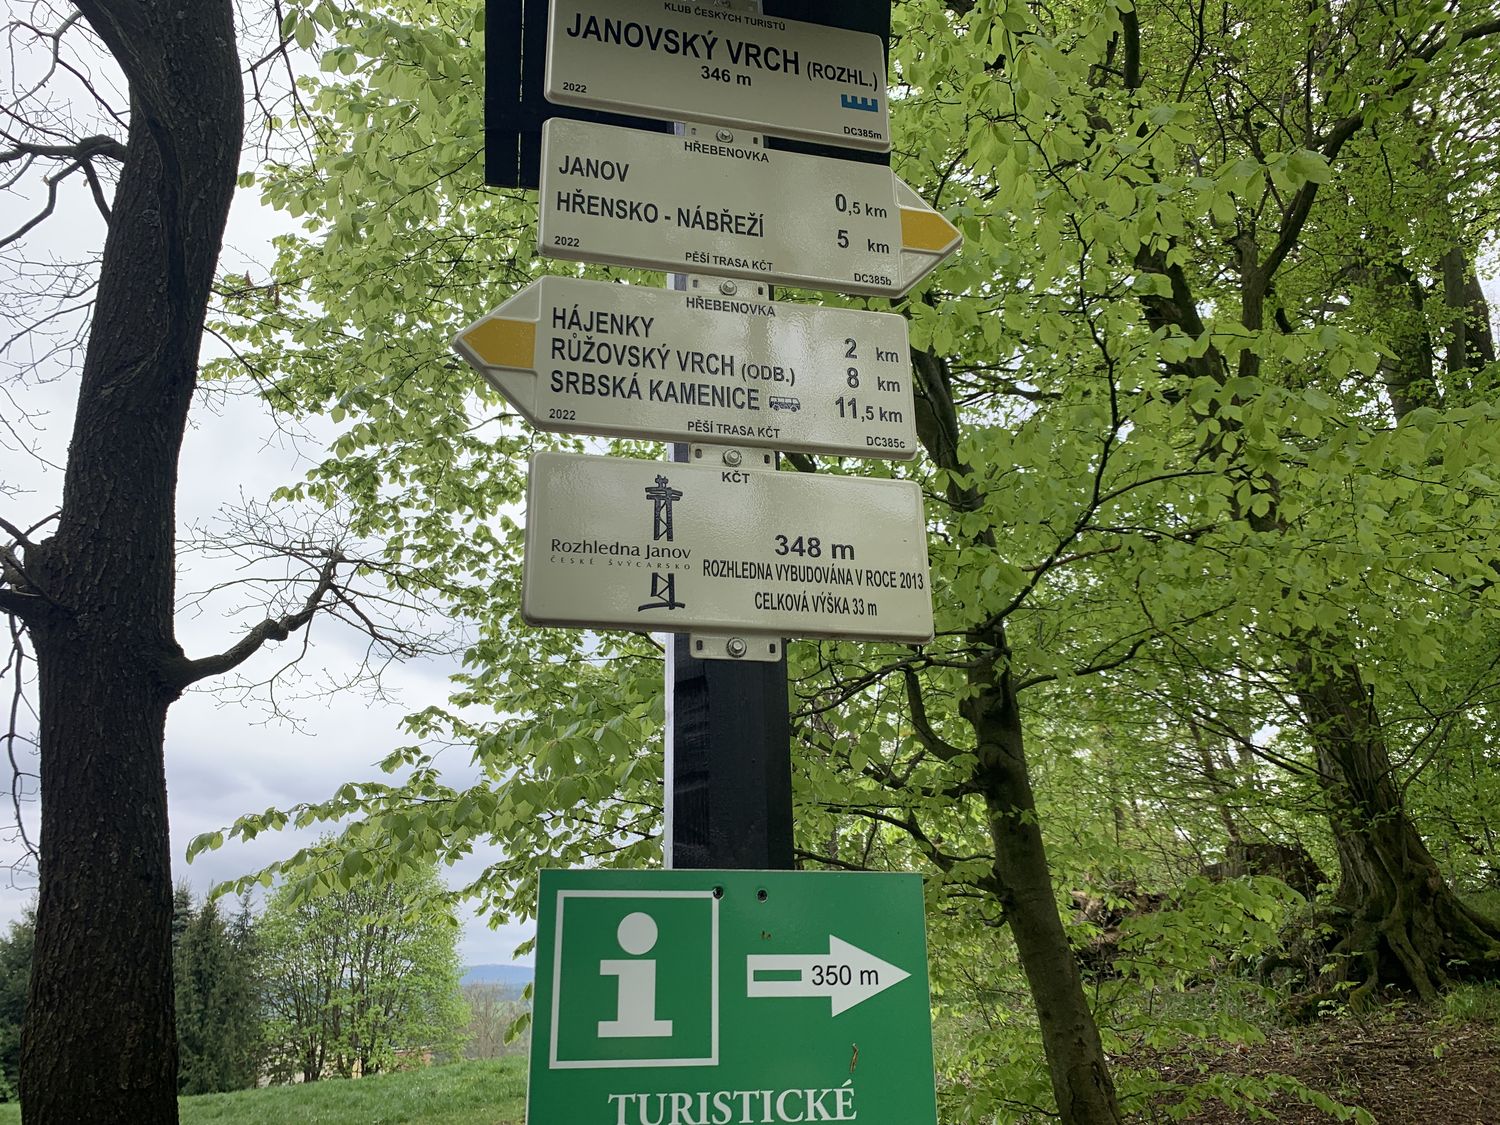 KLUB ČESKÝCH TURISTŮ
JANOVSKÝ VRCH (ROZHL.)
346 m
2022
DC385m
HŘEBENOVKA
JANOV 0,5 km
HŘENSKO - NÁBŘEŽÍ 5 km
2022
PĚŠÍ TRASA KČT
DC385b
HŘEBENOVKA
HÁJENKY 2 km
RŮŽOVSKÝ VRCH (ODB.) 8 km
SRBSKÁ KAMENICE 11,5 km
2022
PĚŠÍ TRASA KČT
DC385c
KČT
Rozhledna Janov
ČESKÉ ŠVÝCARSKO
348 m
ROZHLEDNA VYBUDOVÁNA V ROCE 2013
CELKOVÁ VÝŠKA 33 m
i
350 m
TURISTICKÉ